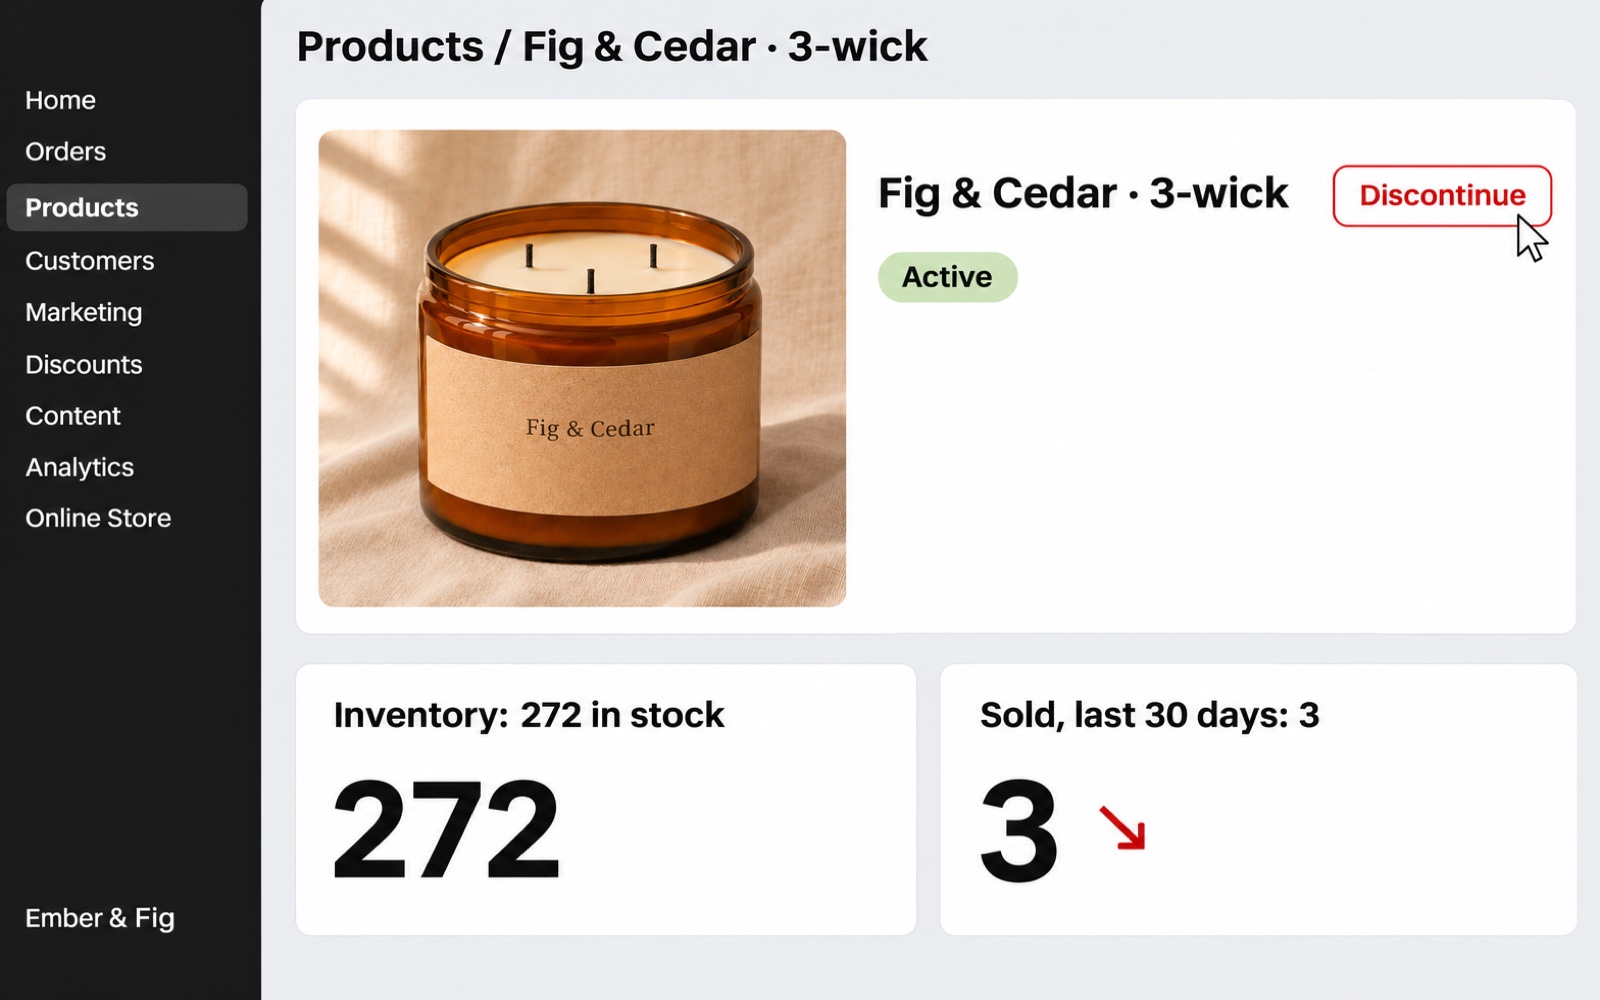 Products / Fig & Cedar · 3-wick
Home
Orders
Products
Customers
Marketing
Discounts
Content
Analytics
Online Store
Ember & Fig
Fig & Cedar
Fig & Cedar · 3-wick
Discontinue
Active
Inventory: 272 in stock
272
Sold, last 30 days: 3
3